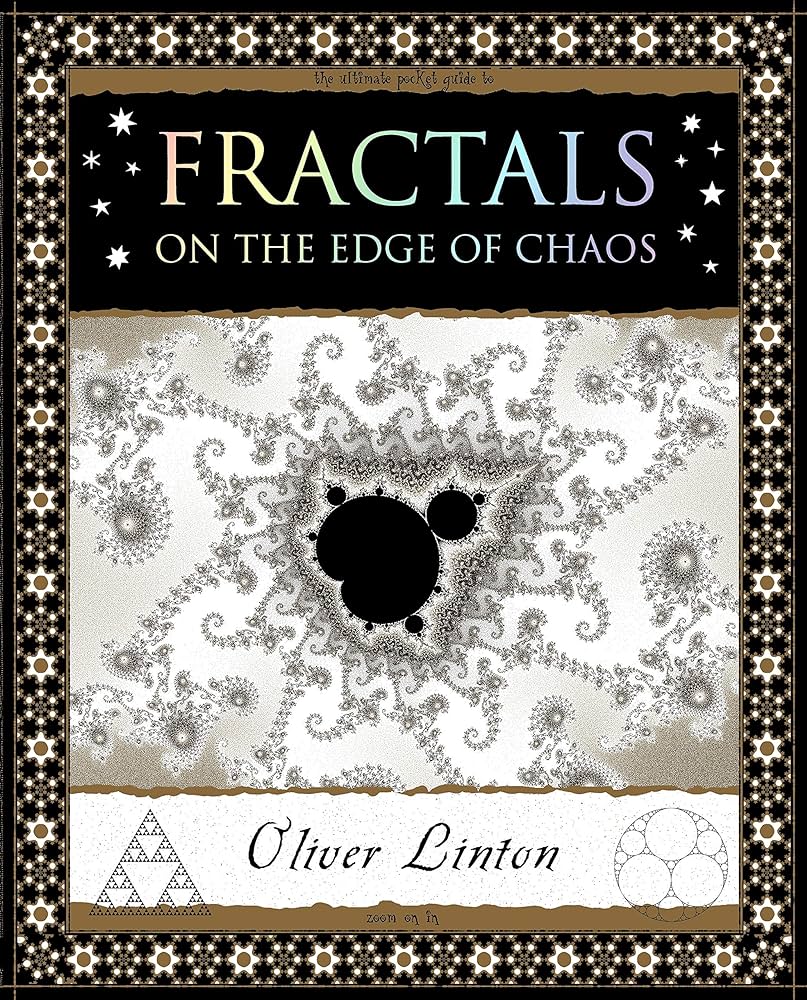 the ultimate pocket guide to
FRACTALS
ON THE EDGE OF CHAOS
Oliver Linton
zoom on in